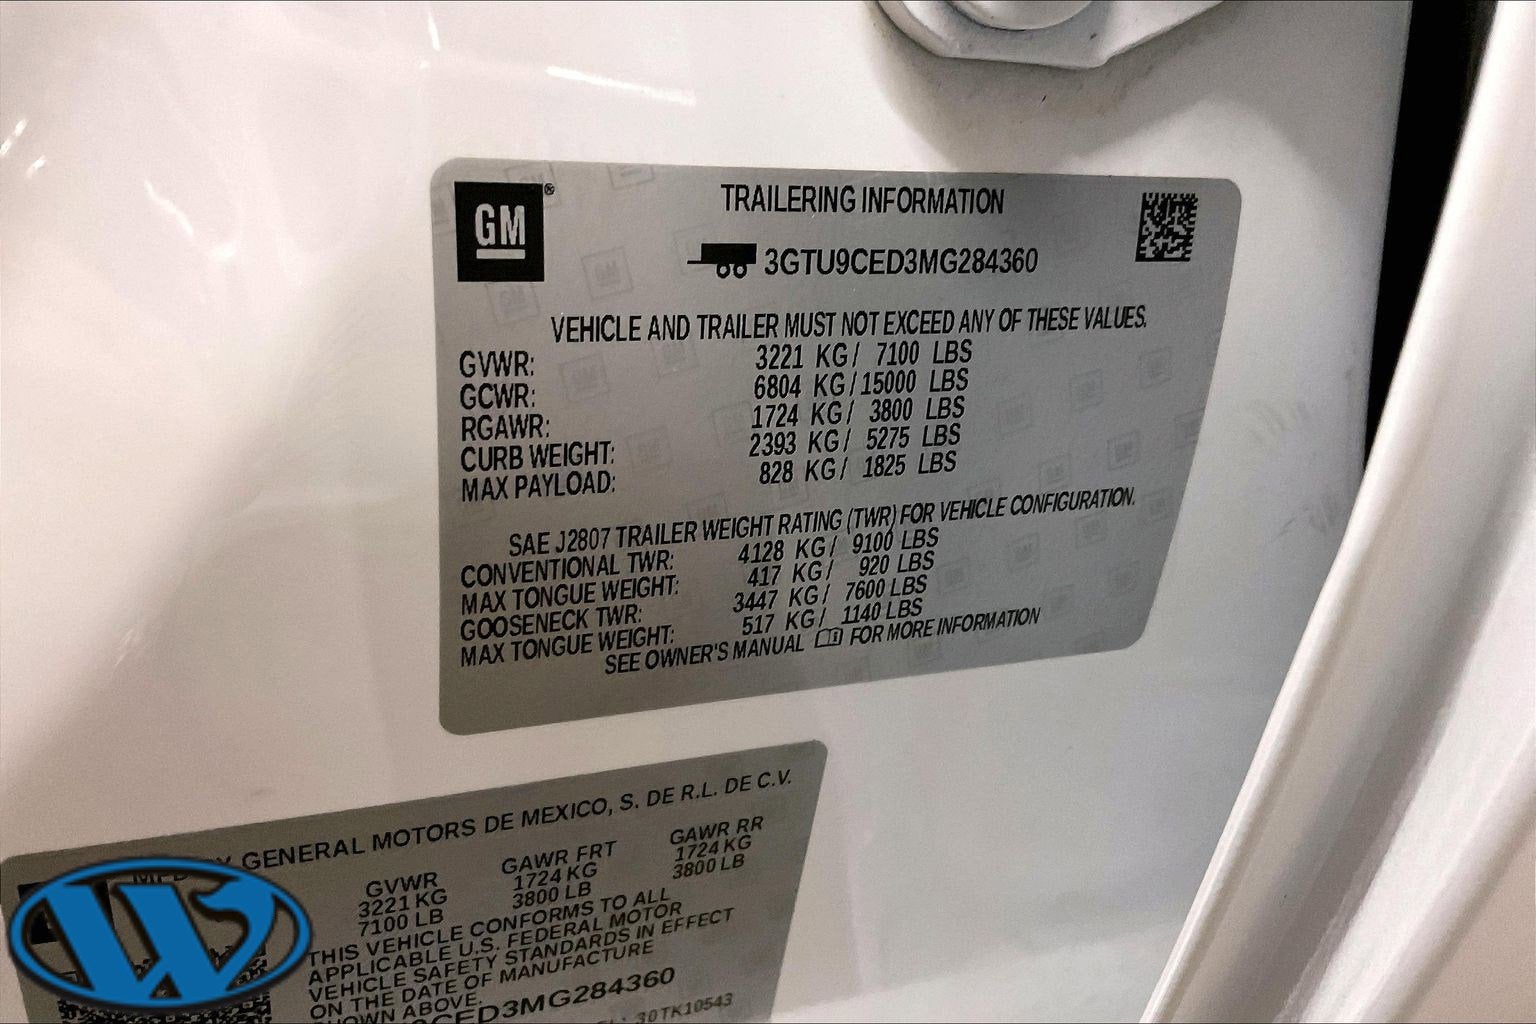 GM®
TRAILERING INFORMATION
3GTU9CED3MG284360
VEHICLE AND TRAILER MUST NOT EXCEED ANY OF THESE VALUES.
GVWR: 3221 KG/ 7100 LBS
GCWR: 6804 KG/15000 LBS
RGAWR: 1724 KG/ 3800 LBS
CURB WEIGHT: 2393 KG/ 5275 LBS
MAX PAYLOAD: 828 KG/ 1825 LBS
SAE J2807 TRAILER WEIGHT RATING (TWR) FOR VEHICLE CONFIGURATION.
CONVENTIONAL TWR: 4128 KG/ 9100 LBS
MAX TONGUE WEIGHT: 417 KG/ 920 LBS
GOOSENECK TWR: 3447 KG/ 7600 LBS
MAX TONGUE WEIGHT: 517 KG/ 1140 LBS
SEE OWNER'S MANUAL FOR MORE INFORMATION
GENERAL MOTORS DE MEXICO, S. DE R.L. DE C.V.
GVWR GAWR FRT GAWR RR
3221 KG 1724 KG 1724 KG
7100 LB 3800 LB 3800 LB
THIS VEHICLE CONFORMS TO ALL
APPLICABLE U.S. FEDERAL MOTOR
VEHICLE SAFETY STANDARDS IN EFFECT
ON THE DATE OF MANUFACTURE
SHOWN ABOVE.
CED3MG284360
30TK10543
W